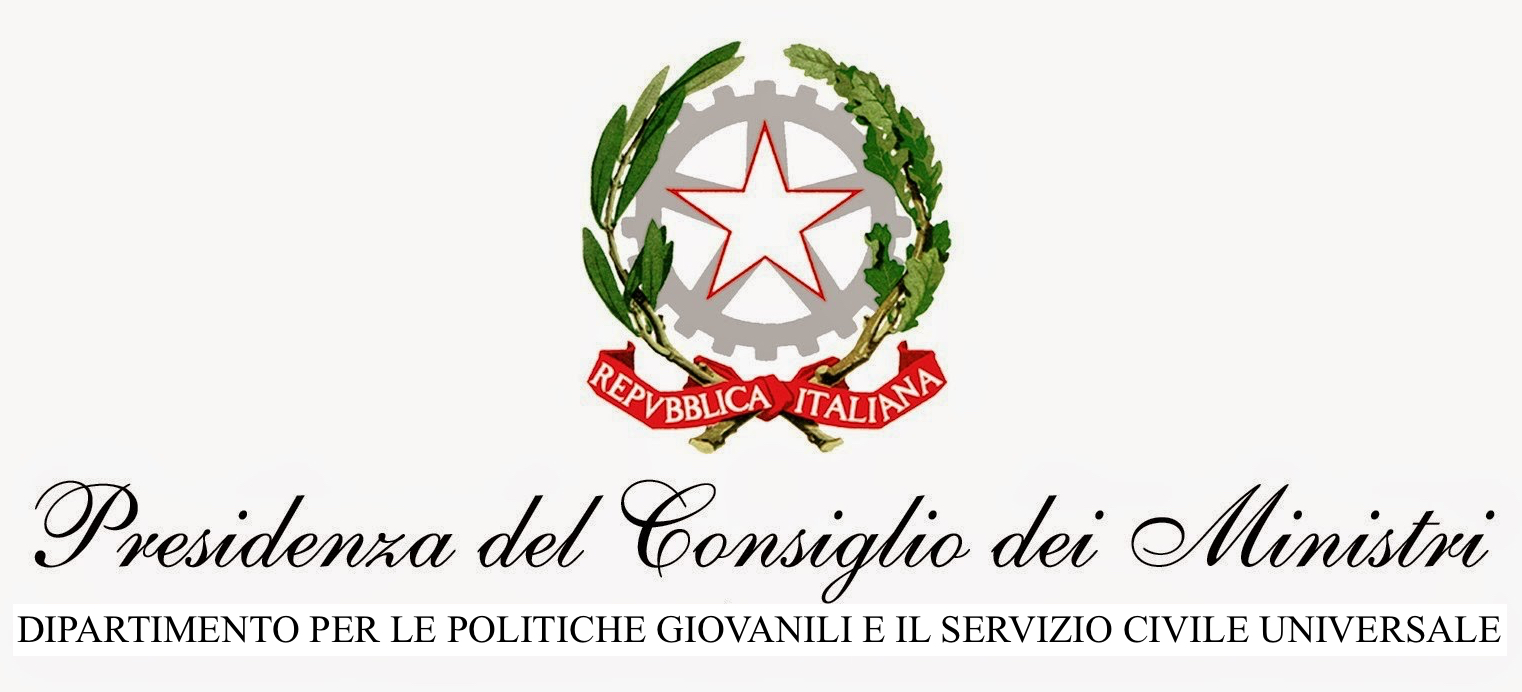 REPVBBLICA ITALIANA
Presidenza del Consiglio dei Ministri
DIPARTIMENTO PER LE POLITICHE GIOVANILI E IL SERVIZIO CIVILE UNIVERSALE